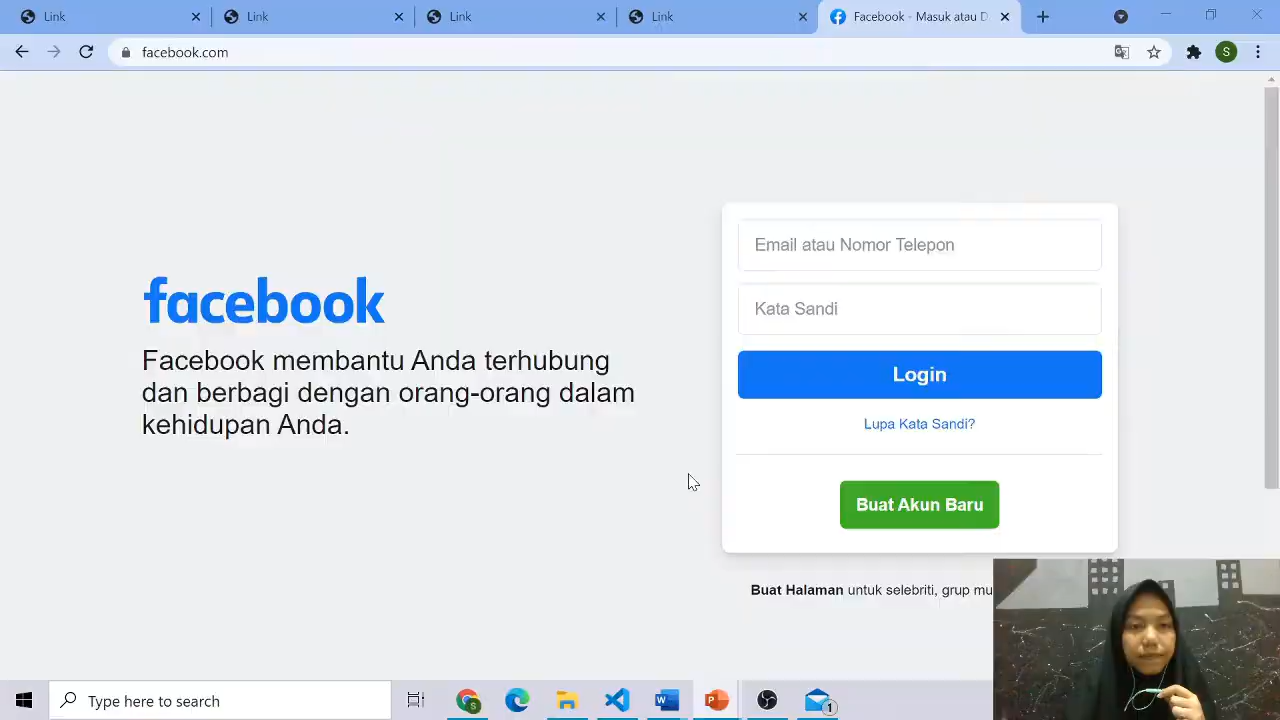 Link
Link
Link
Link
Facebook - Masuk atau D
facebook.com
S
facebook
Facebook membantu Anda terhubung
dan berbagi dengan orang-orang dalam
kehidupan Anda.
Email atau Nomor Telepon
Kata Sandi
Login
Lupa Kata Sandi?
Buat Akun Baru
Buat Halaman untuk selebriti, grup mu
Type here to search
1